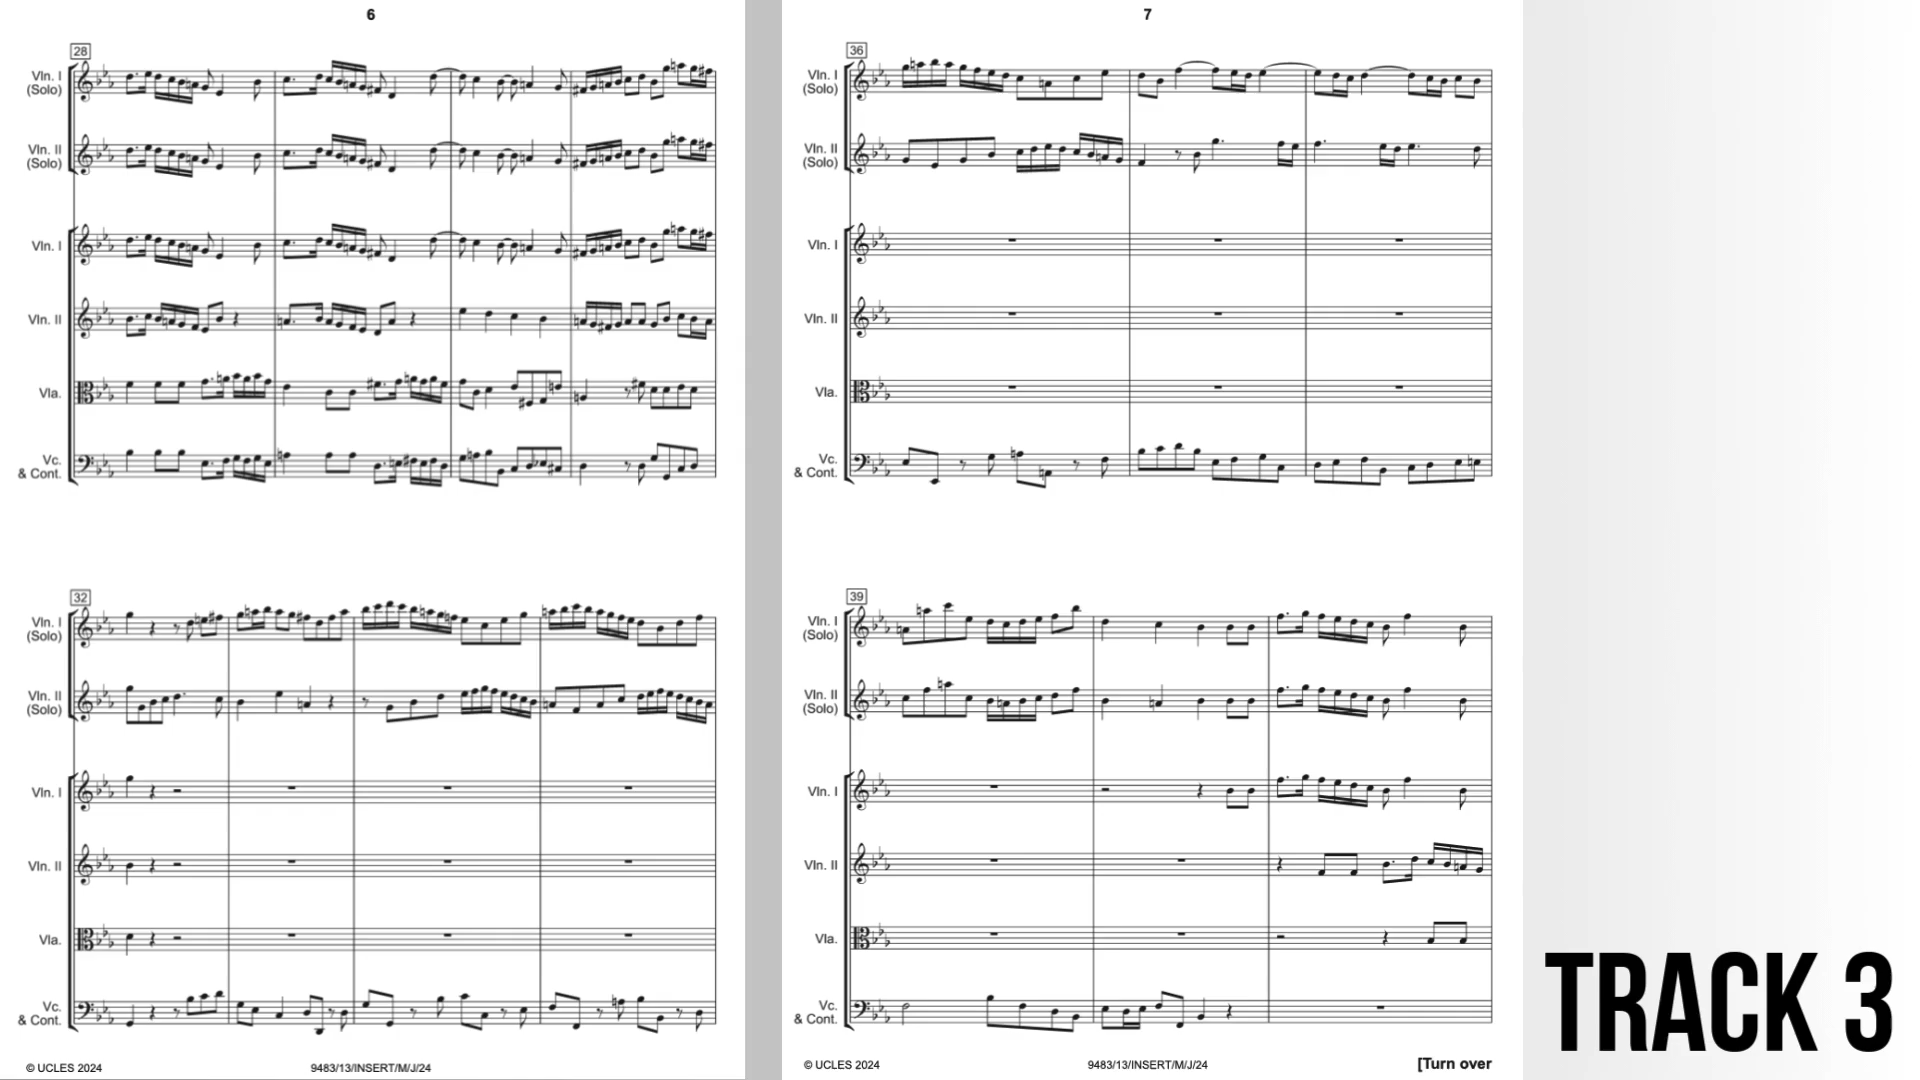 6
28
Vln. I
(Solo)
Vln. II
(Solo)
Vln. I
Vln. II
Vla.
Vc.
& Cont.
32
Vln. I
(Solo)
Vln. II
(Solo)
Vln. I
Vln. II
Vla.
Vc.
& Cont.
© UCLES 2024
9483/13/INSERT/M/J/24
7
36
Vln. I
(Solo)
Vln. II
(Solo)
Vln. I
Vln. II
Vla.
Vc.
& Cont.
39
Vln. I
(Solo)
Vln. II
(Solo)
Vln. I
Vln. II
Vla.
Vc.
& Cont.
© UCLES 2024
9483/13/INSERT/M/J/24
[Turn over
TRACK 3